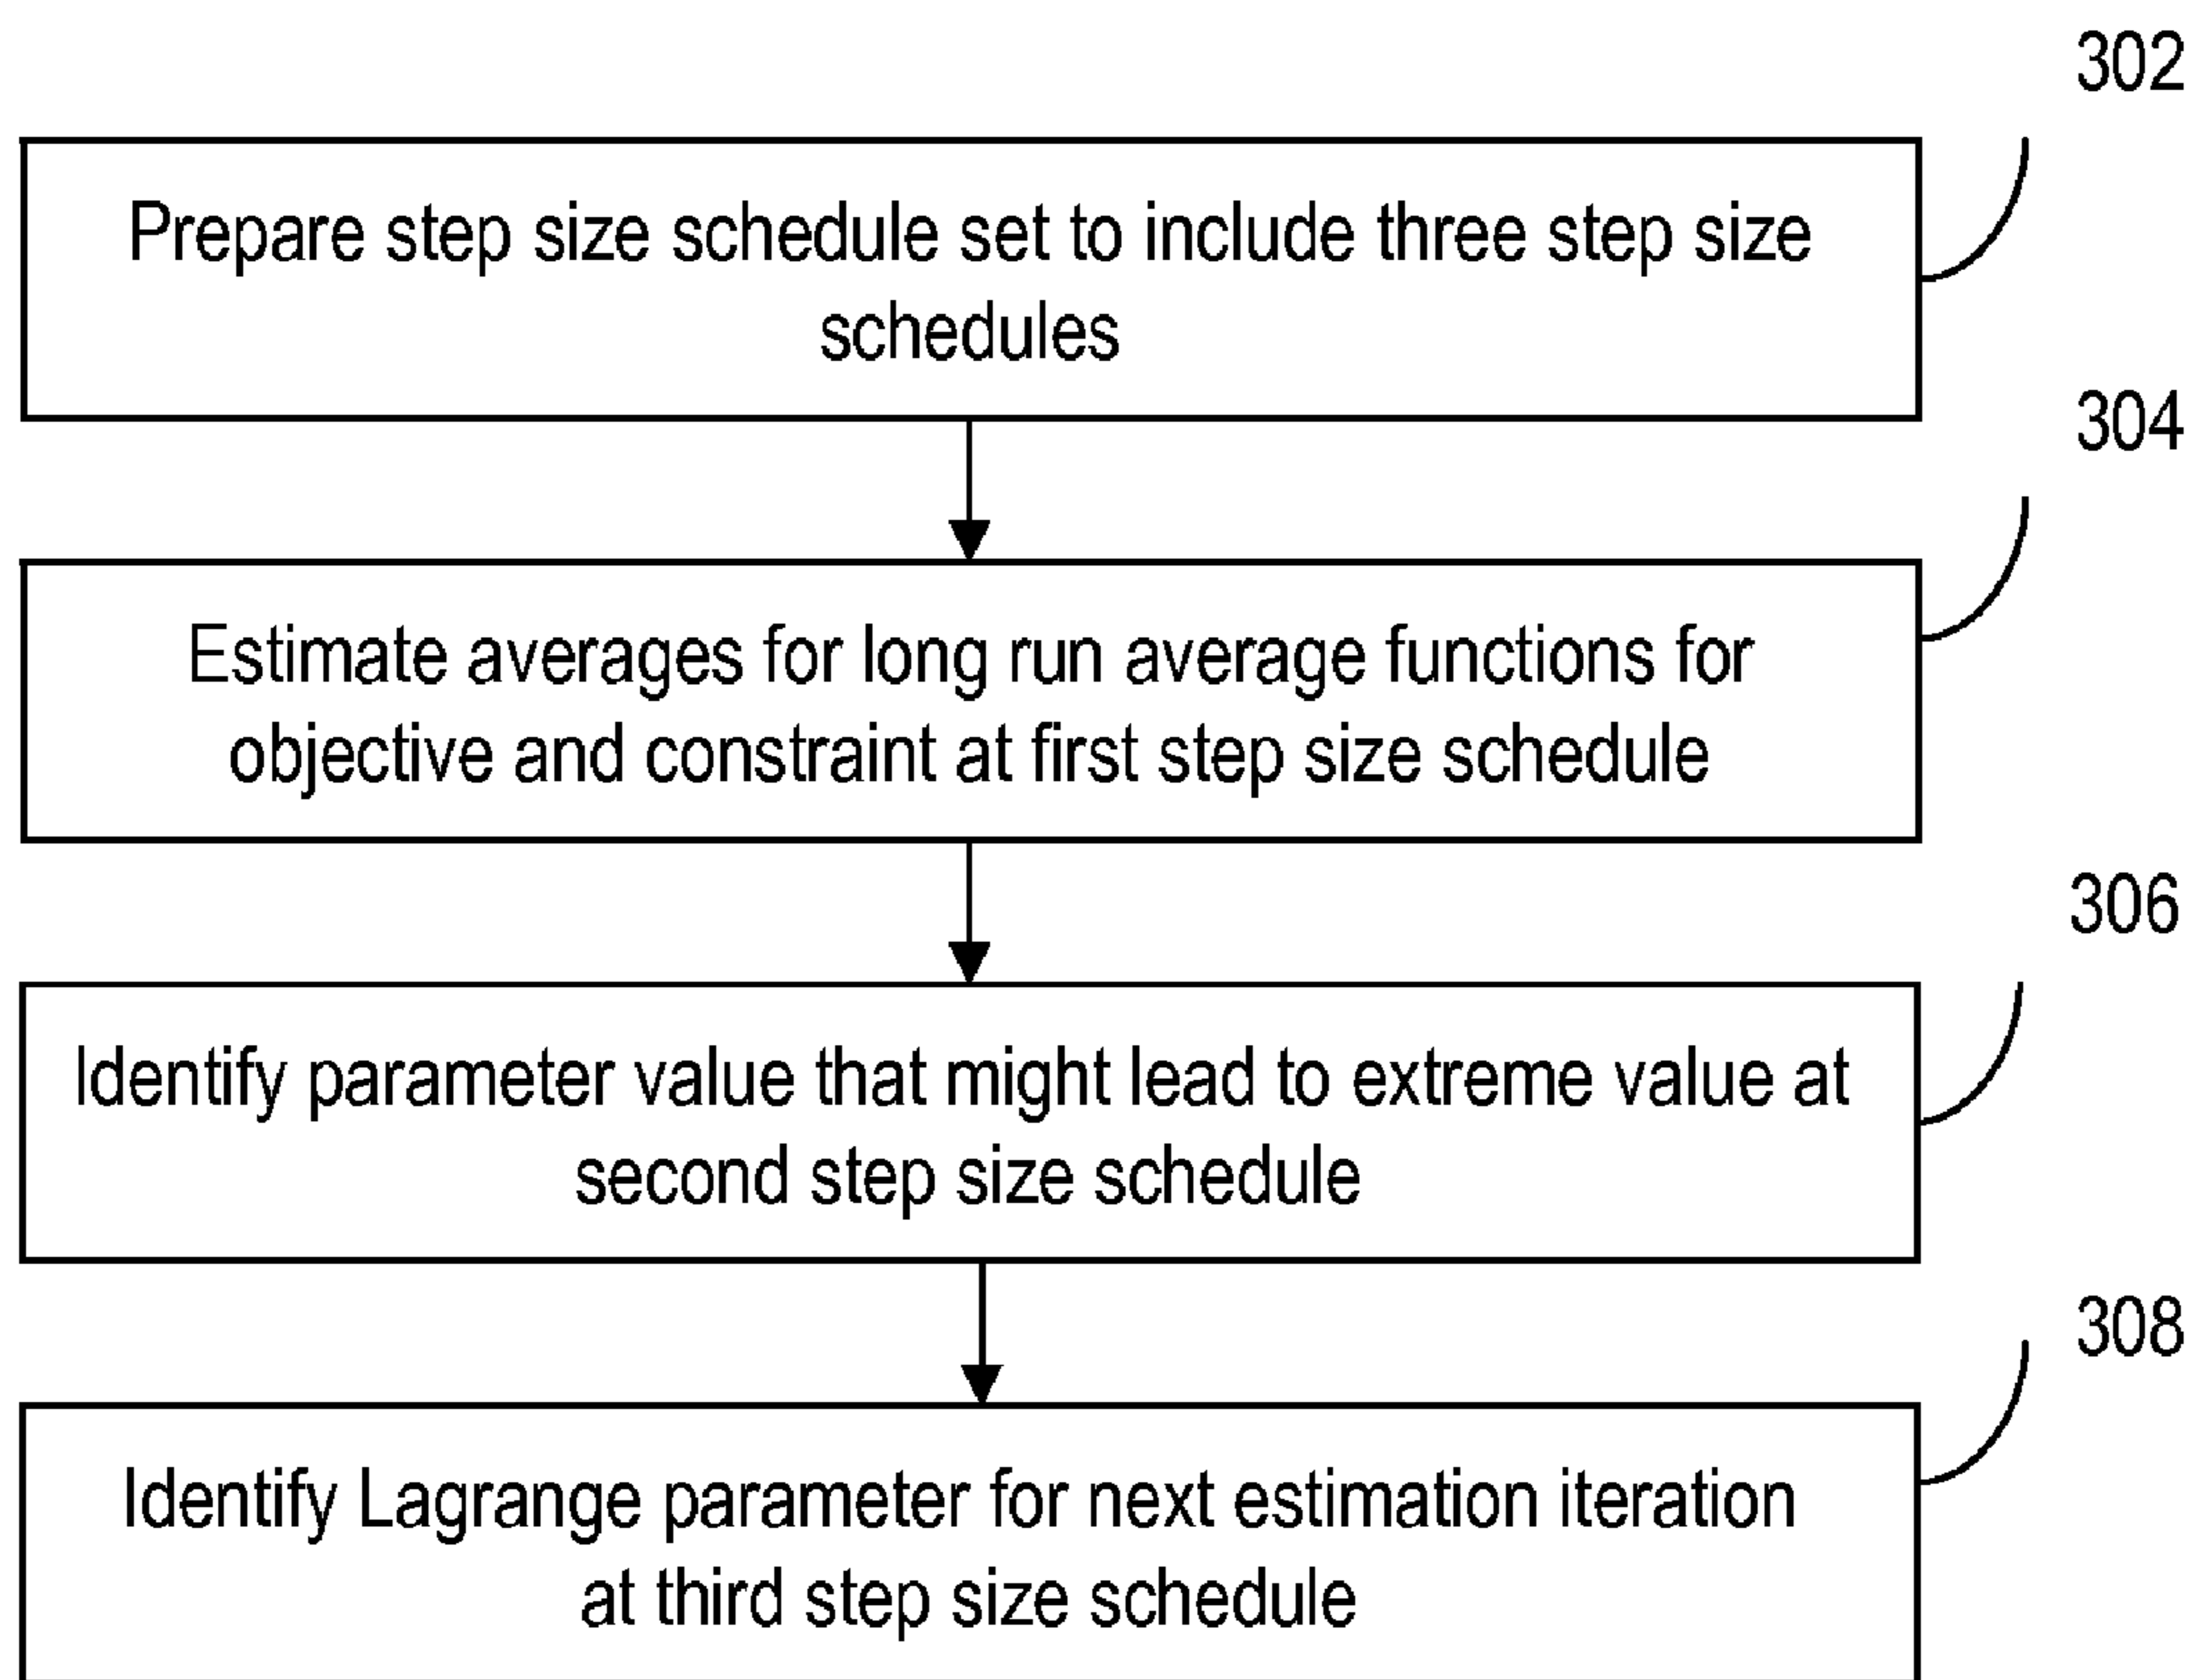 302
Prepare step size schedule set to include three step size
schedules
304
Estimate averages for long run average functions for
objective and constraint at first step size schedule
306
Identify parameter value that might lead to extreme value at
second step size schedule
308
Identify Lagrange parameter for next estimation iteration
at third step size schedule